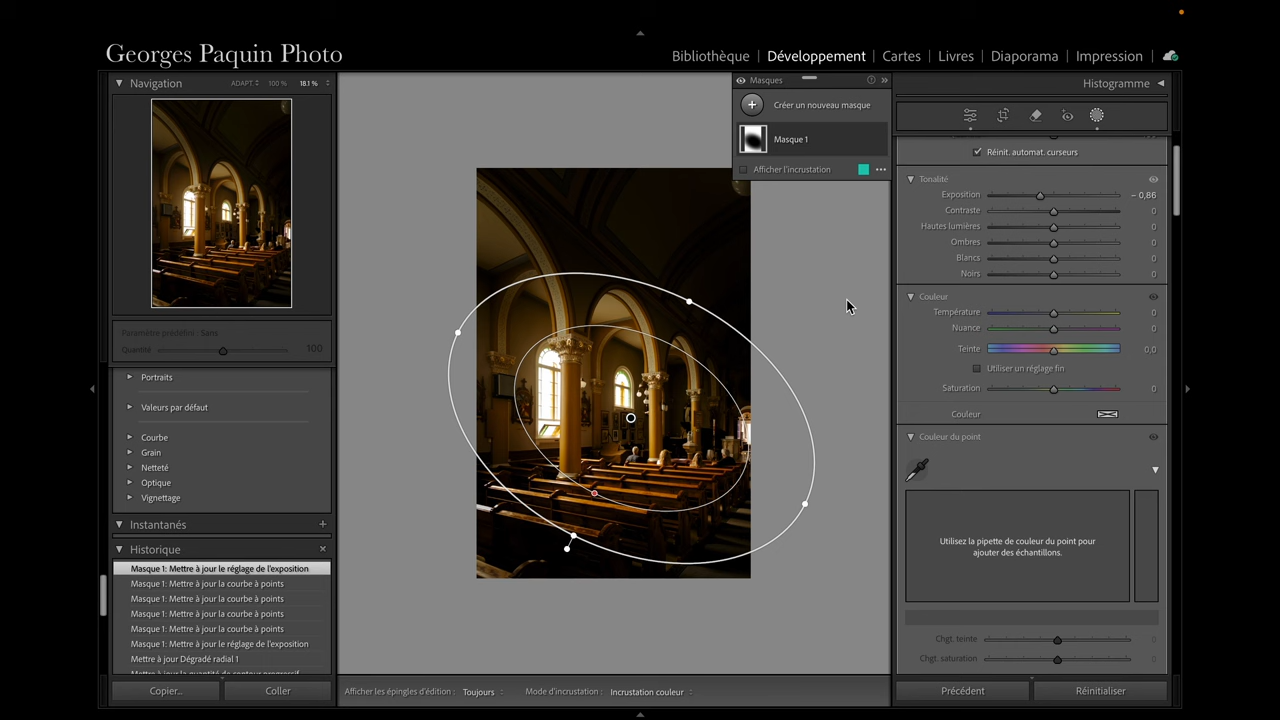 Georges Paquin Photo
Bibliothèque | Développement | Cartes | Livres | Diaporama | Impression
Navigation ADAPT. 100 % 18.1 %
Masques
Créer un nouveau masque
Masque 1
Afficher l'incrustation
Histogramme
Réinit. automat. curseurs
Tonalité
Exposition – 0,86
Contraste 0
Hautes lumières 0
Ombres 0
Blancs 0
Noirs 0
Couleur
Température 0
Nuance 0
Teinte 0,0
Utiliser un réglage fin
Saturation 0
Couleur
Couleur du point
Utilisez la pipette de couleur du point pour
ajouter des échantillons.
Chgt. teinte 0
Chgt. saturation 0
Précédent Réinitialiser
Paramètre prédéfini : Sans
Quantité 100
Portraits
Valeurs par défaut
Courbe
Grain
Netteté
Optique
Vignettage
Instantanés
Historique
Masque 1: Mettre à jour le réglage de l'exposition
Masque 1: Mettre à jour la courbe à points
Masque 1: Mettre à jour la courbe à points
Masque 1: Mettre à jour la courbe à points
Masque 1: Mettre à jour la courbe à points
Masque 1: Mettre à jour le réglage de l'exposition
Mettre à jour Dégradé radial 1
Copier... Coller
Afficher les épingles d'édition : Toujours Mode d'incrustation : Incrustation couleur